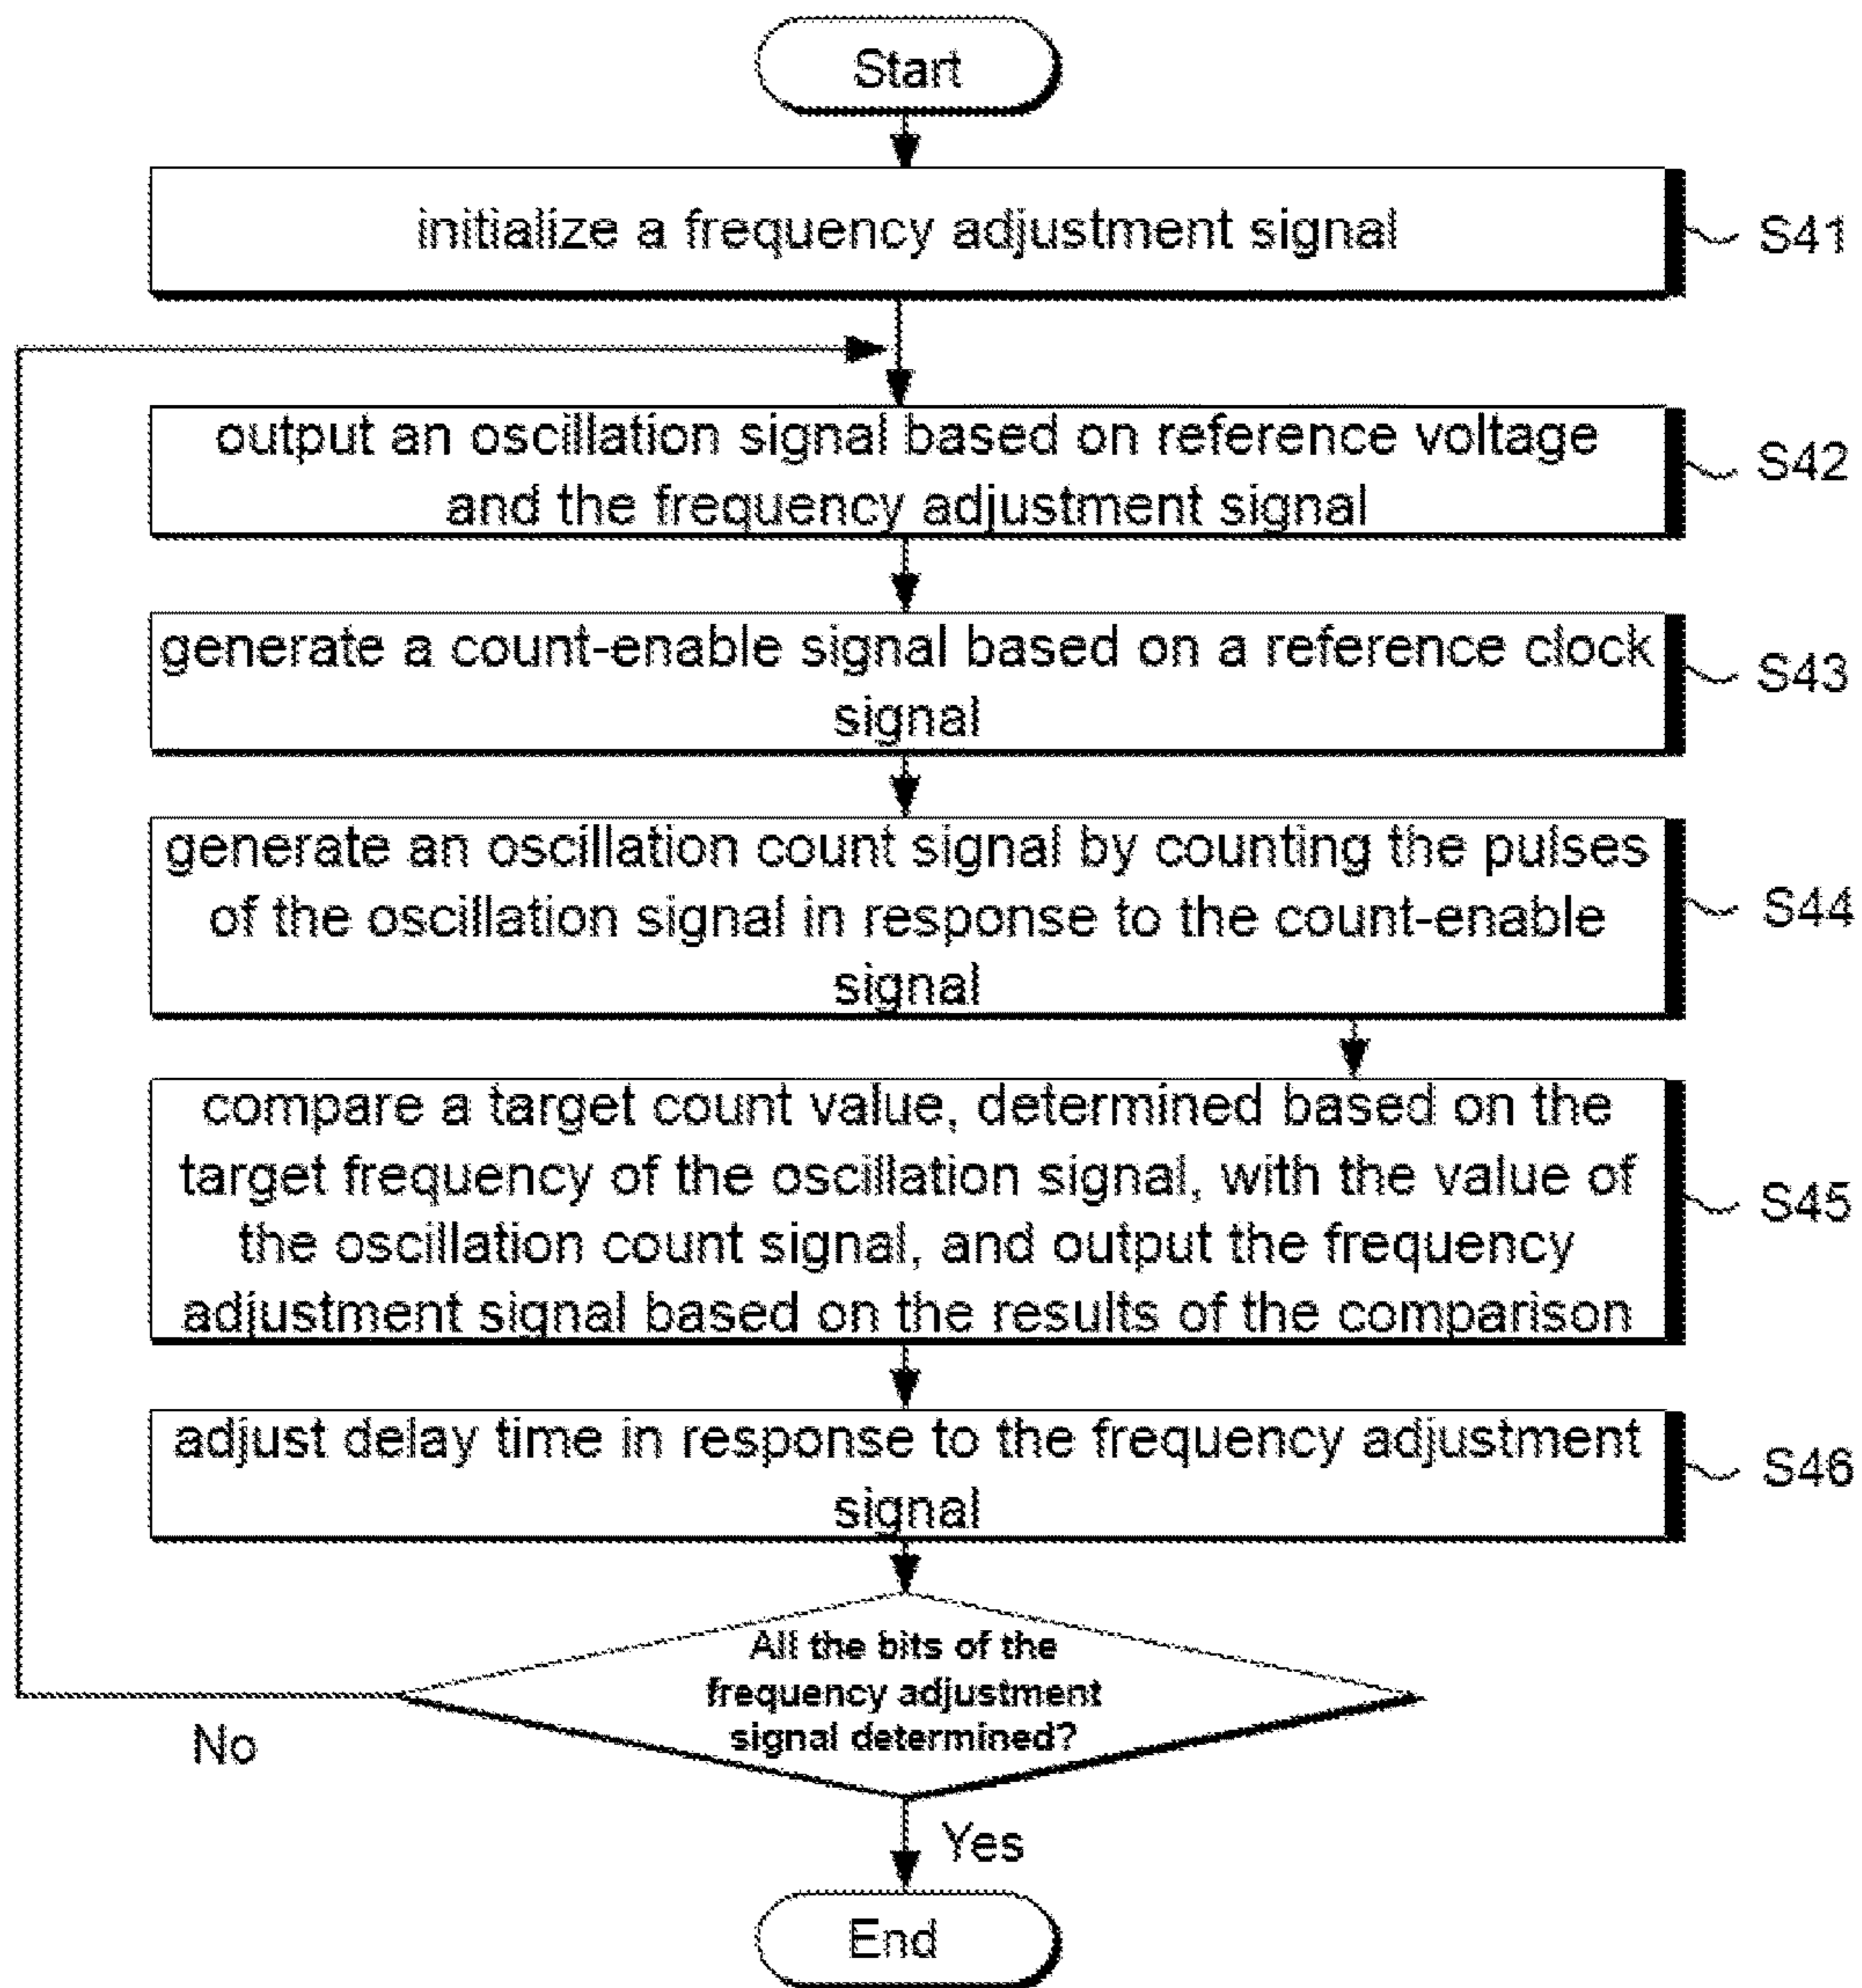 Start
initialize a frequency adjustment signal
S41
output an oscillation signal based on reference voltage
and the frequency adjustment signal
S42
generate a count-enable signal based on a reference clock
signal
S43
generate an oscillation count signal by counting the pulses
of the oscillation signal in response to the count-enable
signal
S44
compare a target count value, determined based on the
target frequency of the oscillation signal, with the value of
the oscillation count signal, and output the frequency
adjustment signal based on the results of the comparison
S45
adjust delay time in response to the frequency adjustment
signal
S46
All the bits of the
frequency adjustment
signal determined?
No
Yes
End